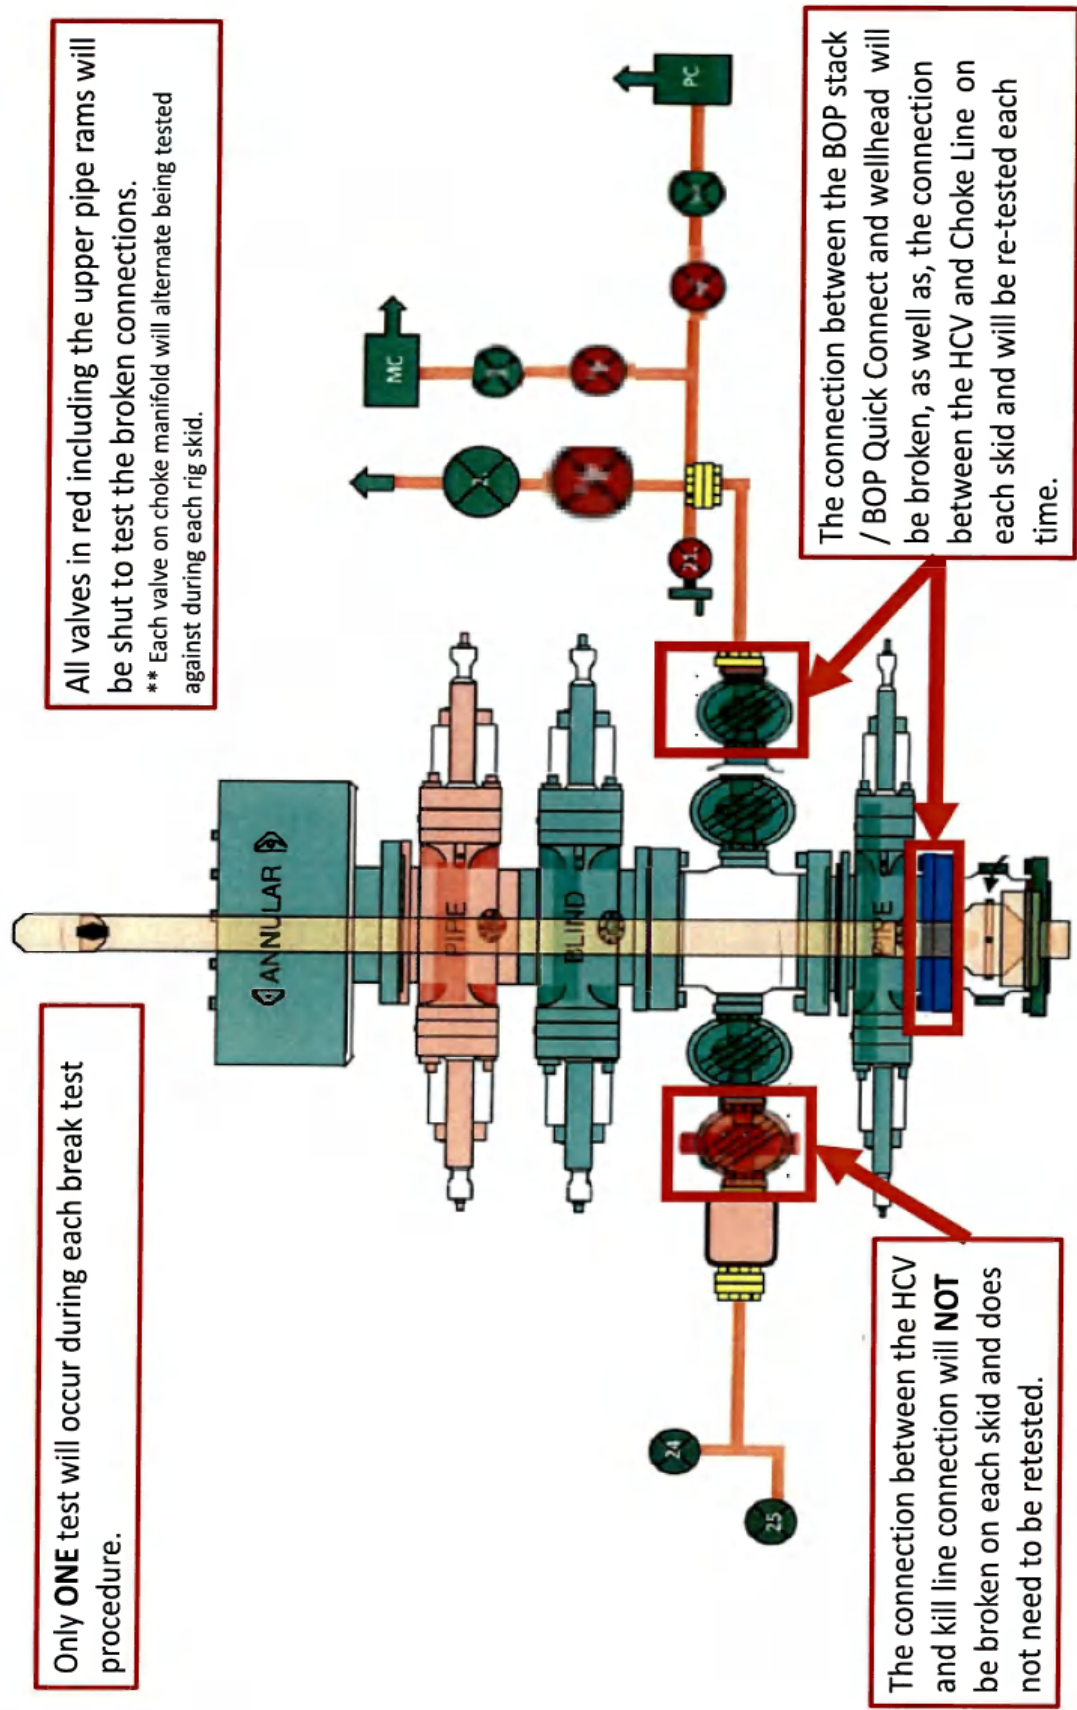 Only ONE test will occur during each break test
procedure.
All valves in red including the upper pipe rams will
be shut to test the broken connections.
** Each valve on choke manifold will alternate being tested
against during each rig skid.
ANNULAR
PIPE
BLIND
PIPE
MC
PC
21
24
25
The connection between the HCV
and kill line connection will NOT
be broken on each skid and does
not need to be retested.
The connection between the BOP stack
/ BOP Quick Connect and wellhead will
be broken, as well as, the connection
between the HCV and Choke Line on
each skid and will be re-tested each
time.